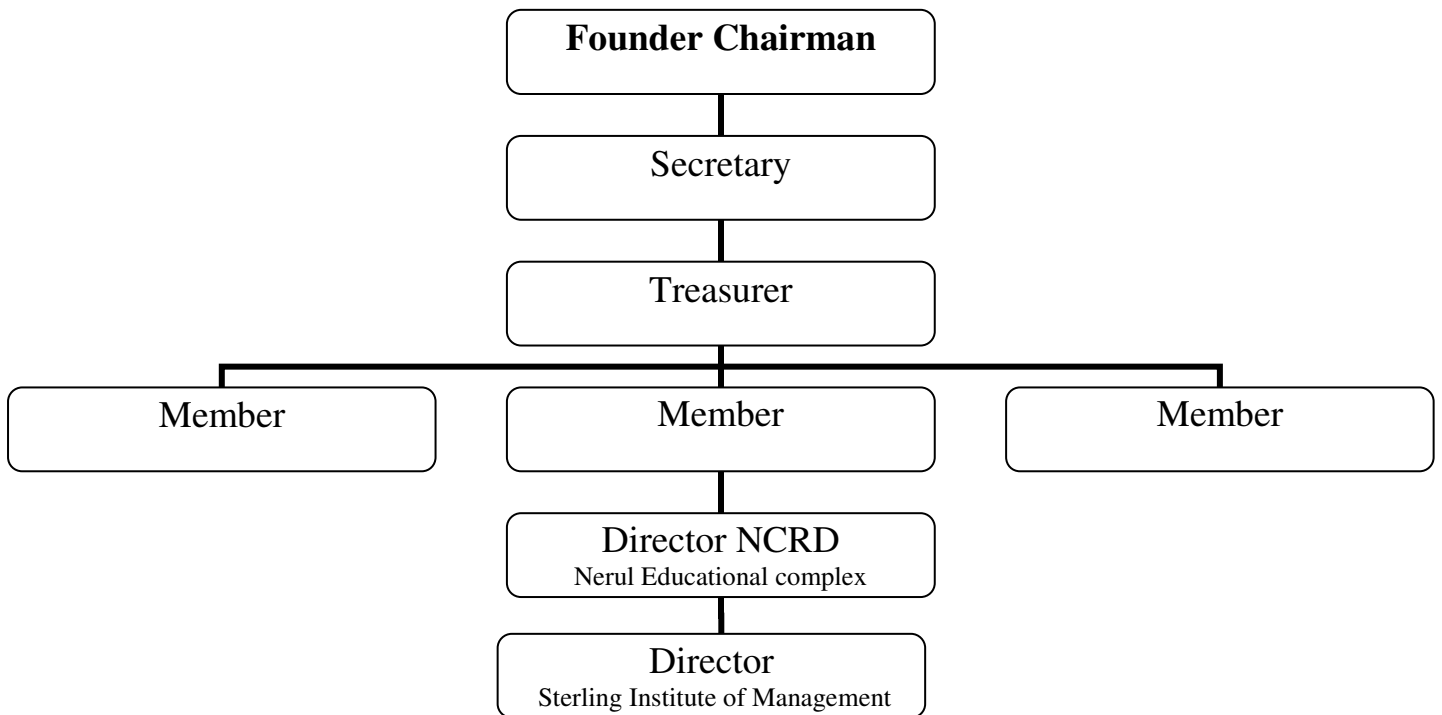 Founder Chairman
Secretary
Treasurer
Member
Member
Member
Director NCRD
Nerul Educational complex
Director
Sterling Institute of Management